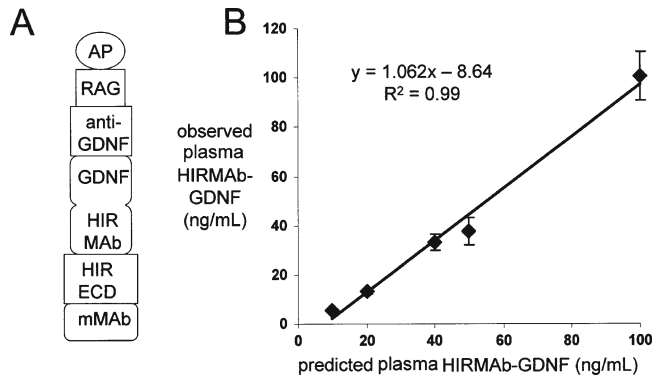 A
AP
RAG
anti-
GDNF
GDNF
HIR
MAb
HIR
ECD
mMAb
B
observed
plasma
HIRMAb-
GDNF
(ng/mL)
y = 1.062x – 8.64
R² = 0.99
120
100
80
60
40
20
0
0 20 40 60 80 100
predicted plasma HIRMAb-GDNF (ng/mL)